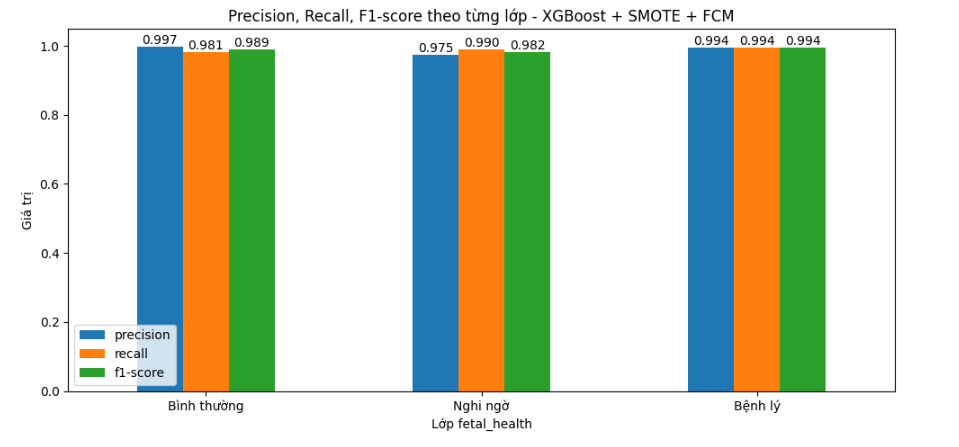 Precision, Recall, F1-score theo từng lớp - XGBoost + SMOTE + FCM
0.997 0.981 0.989 0.975 0.990 0.982 0.994 0.994 0.994
1.0
0.8
0.6
0.4
0.2
0.0
Giá trị
precision
recall
f1-score
Bình thường Nghi ngờ Bệnh lý
Lớp fetal_health